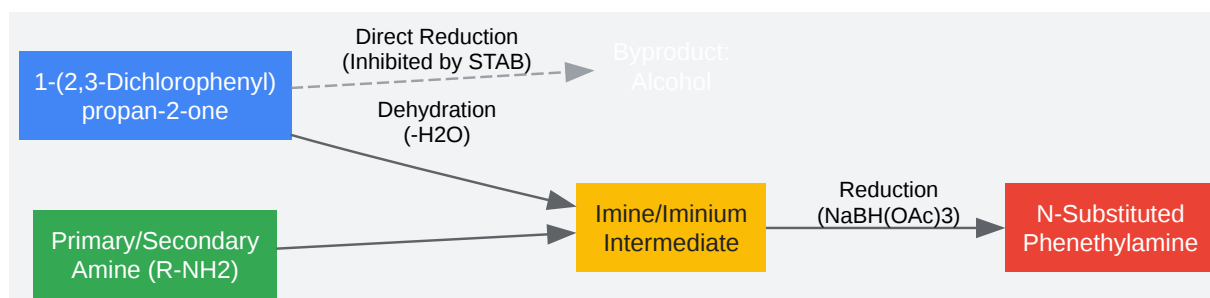 Direct Reduction
(Inhibited by STAB)
Byproduct:
Alcohol
1-(2,3-Dichlorophenyl)
propan-2-one
Dehydration
(-H2O)
Primary/Secondary
Amine (R-NH2)
Imine/Iminium
Intermediate
Reduction
(NaBH(OAc)3)
N-Substituted
Phenethylamine